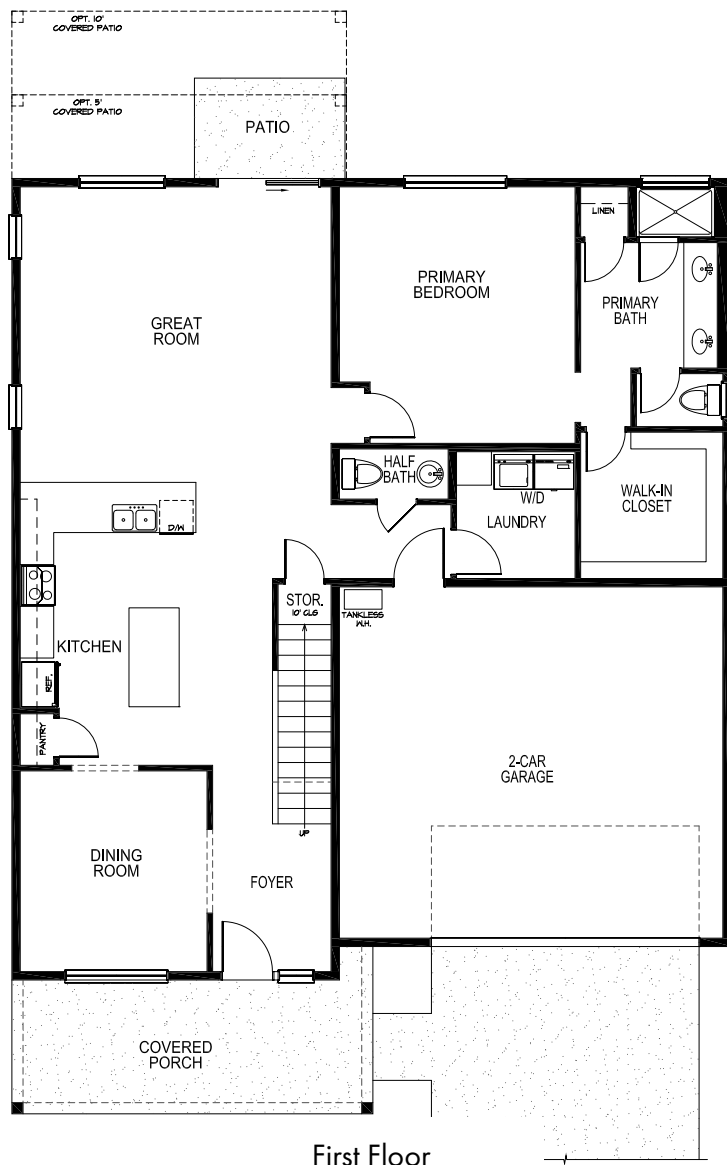 OPT. 10'
COVERED PATIO
OPT. 5'
COVERED PATIO
PATIO
LINEN
PRIMARY
BEDROOM
PRIMARY
BATH
GREAT
ROOM
HALF
BATH
W/D
LAUNDRY
WALK-IN
CLOSET
D/W
STOR.
10' CLG
TANKLESS
W.H.
KITCHEN
REF.
PANTRY
2-CAR
GARAGE
UP
DINING
ROOM
FOYER
COVERED
PORCH
First Floor